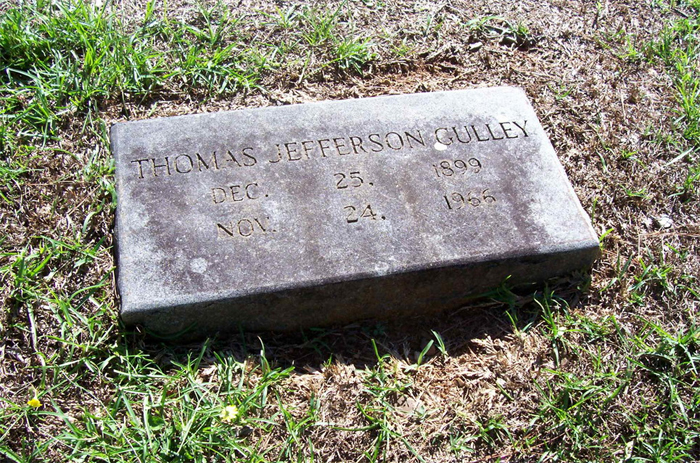 THOMAS JEFFERSON GULLEY
DEC. 25. 1899
NOV. 24. 1966